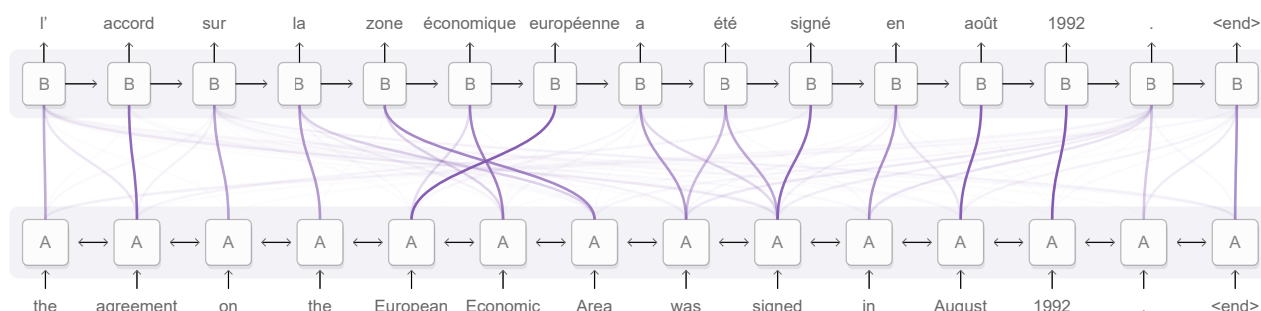 l' accord sur la zone économique européenne a été signé en août 1992 . <end>
B B B B B B B B B B B B B B B
A A A A A A A A A A A A A A
the agreement on the European Economic Area was signed in August 1992 . <end>